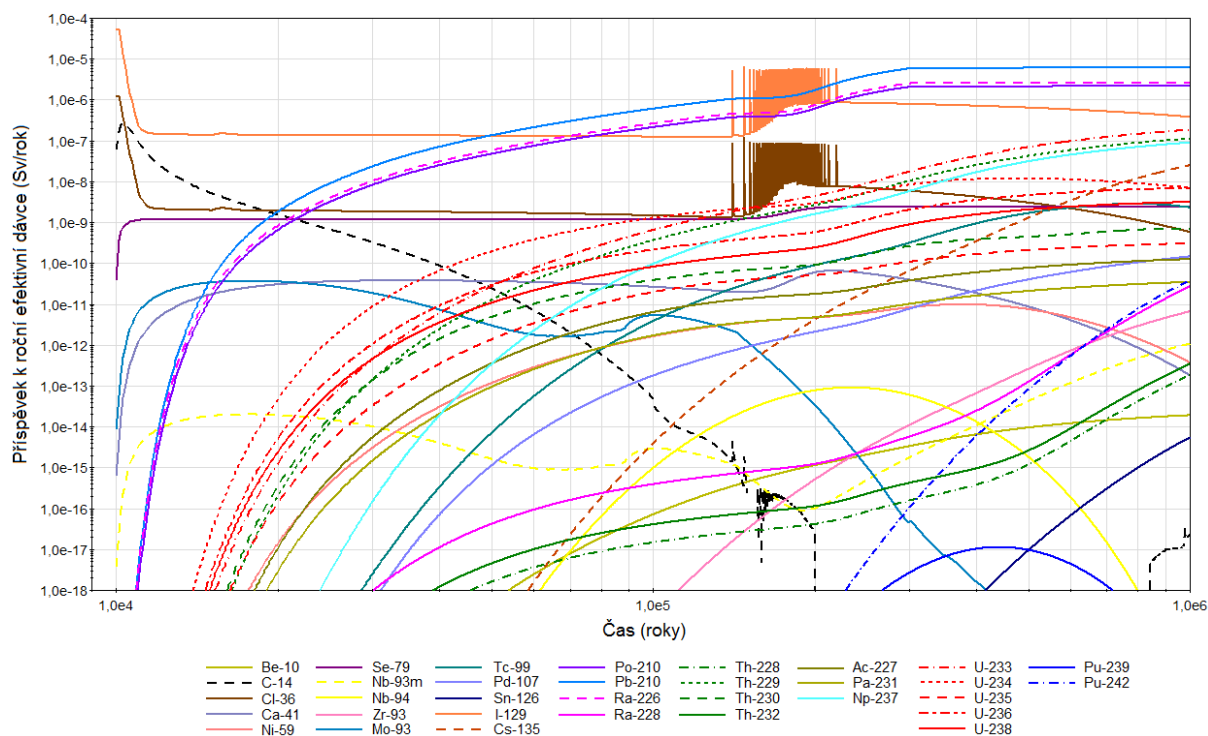 1,0e-4
1,0e-5
1,0e-6
1,0e-7
1,0e-8
1,0e-9
1,0e-10
1,0e-11
1,0e-12
1,0e-13
1,0e-14
1,0e-15
1,0e-16
1,0e-17
1,0e-18
Příspěvek k roční efektivní dávce (Sv/rok)
1,0e4 1,0e5 1,0e6
Čas (roky)
Be-10 Se-79 Tc-99 Po-210 Th-228 Ac-227 U-233 Pu-239
C-14 Nb-93m Pd-107 Pb-210 Th-229 Pa-231 U-234 Pu-242
Cl-36 Nb-94 Sn-126 Ra-226 Th-230 Np-237 U-235
Ca-41 Zr-93 I-129 Ra-228 Th-232 U-236
Ni-59 Mo-93 Cs-135 U-238